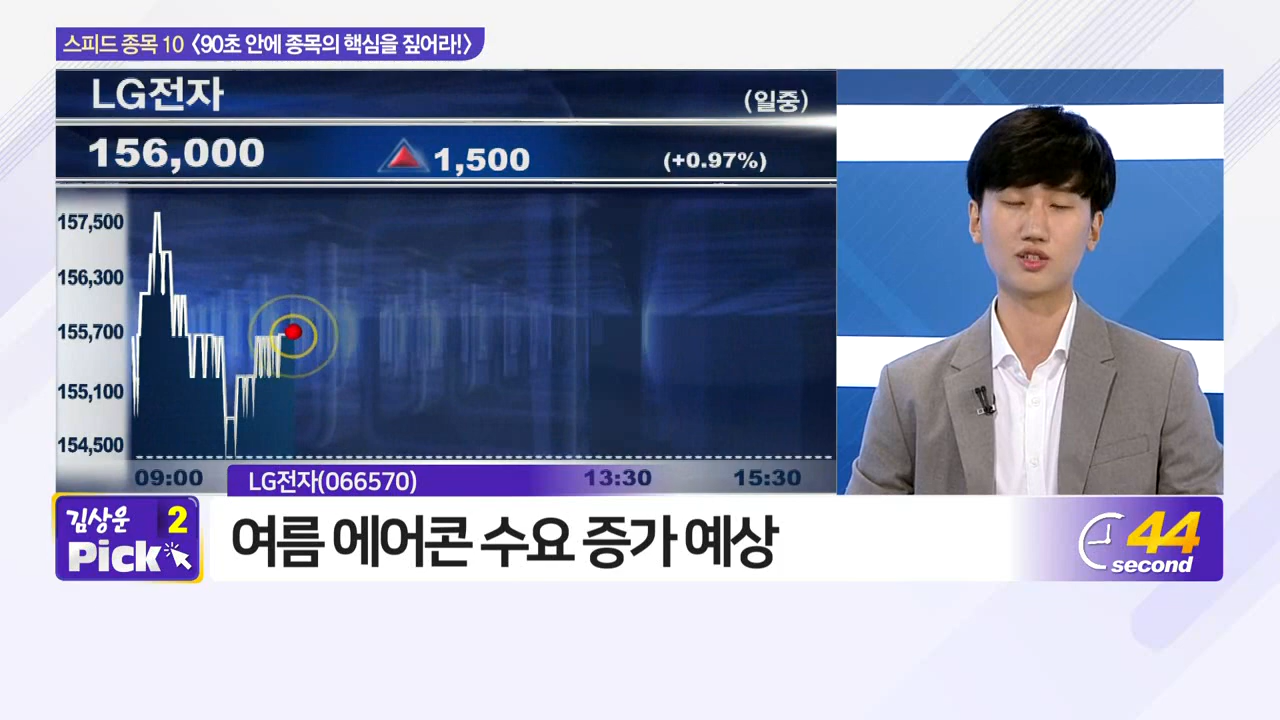 스피드 종목 10 <90초 안에 종목의 핵심을 짚어라!>
LG전자
(일중)
156,000
1,500
(+0.97%)
157,500
156,300
155,700
155,100
154,500
09:00
13:30
15:30
LG전자(066570)
김상운 2
Pick
여름 에어콘 수요 증가 예상
44
second